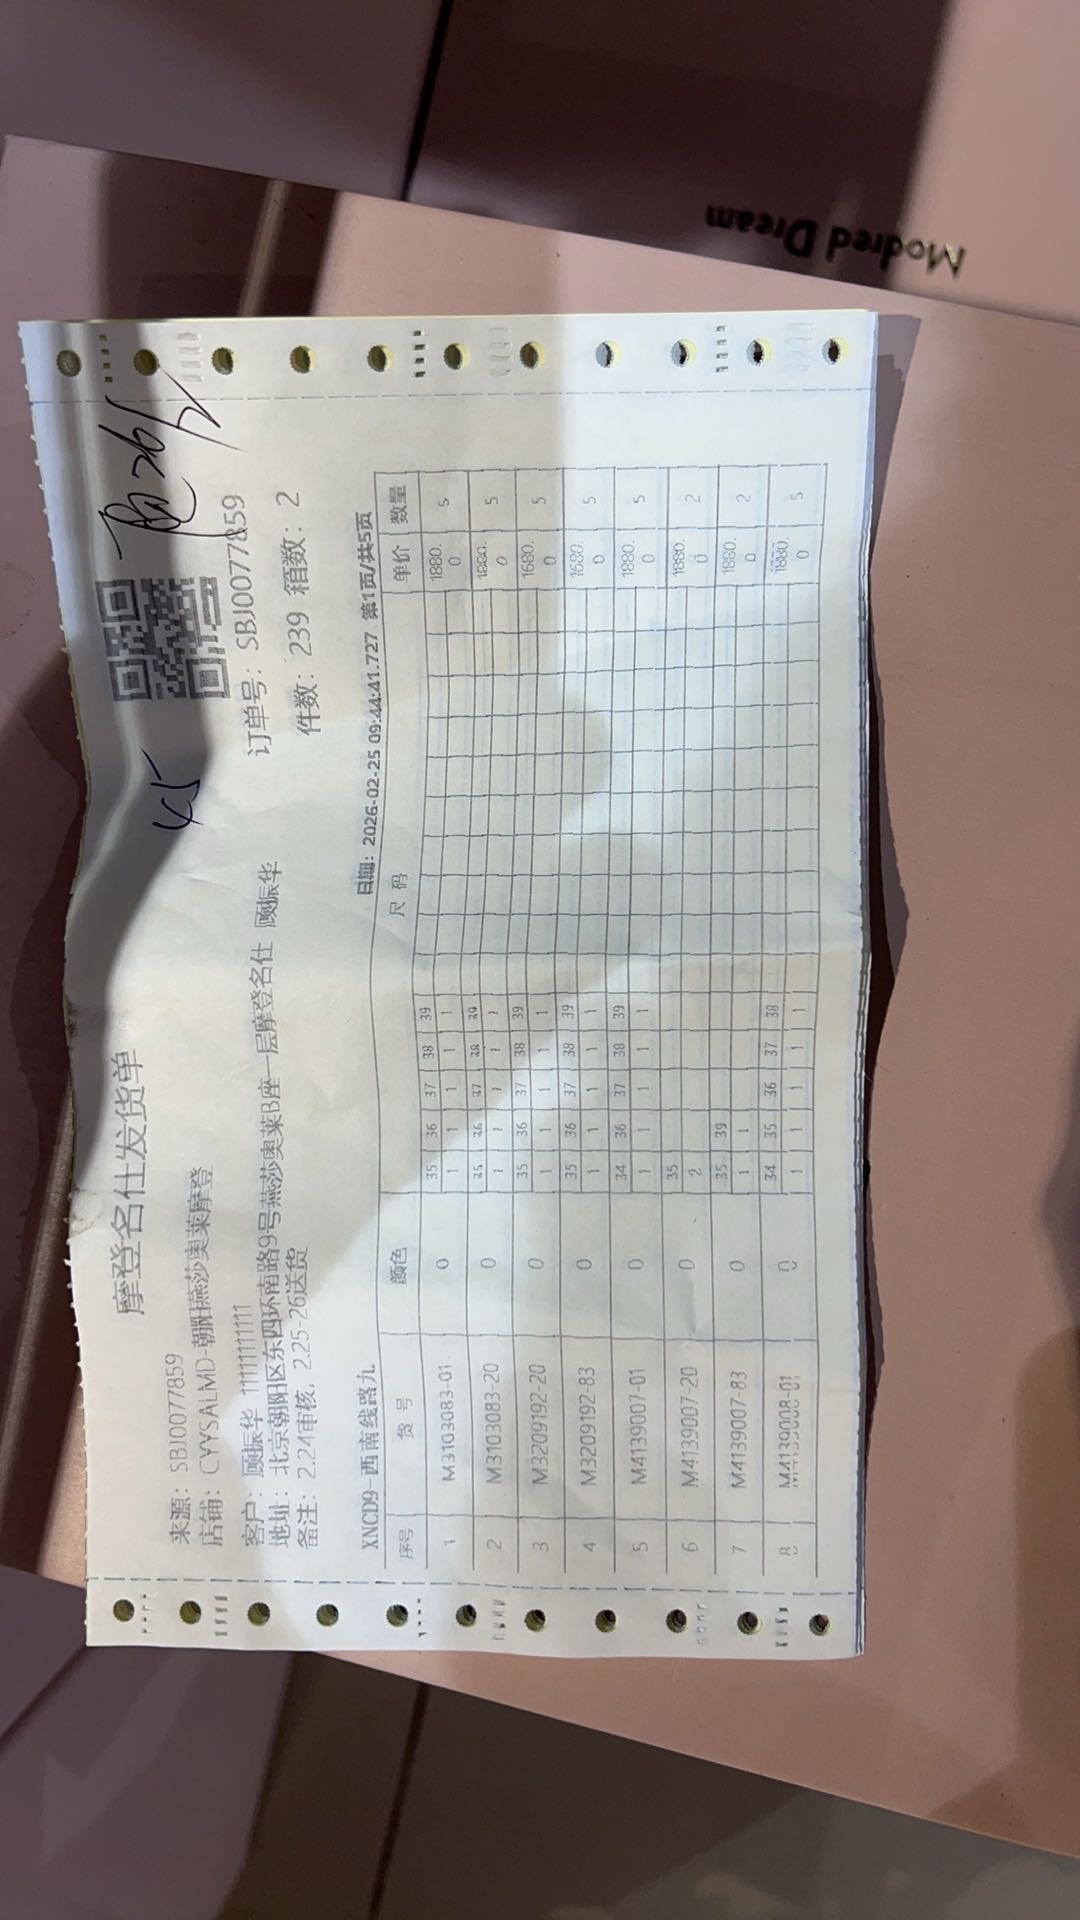 Modred Dream
摩登名仕发货单
45
来源: SBJ0077859
店铺: CYYSALMD-朝阳燕莎奥莱摩登
订单号: SBJ0077859
客户: 顾振华 11111111111
件数: 239 箱数: 2
地址: 北京朝阳区东四环南路9号燕莎奥莱B座一层摩登名仕 顾振华
备注: 2.24审核, 2.25-26送货
XNCD9-西南线路九 日期: 2026-02-25 09:44:41.727 第1页/共5页
序号 货号 颜色 尺码 单价 数量
35 36 37 38 39
1 M3103083-01 0 1 1 1 1 1 1880.0 5
35 36 37 38 39
2 M3103083-20 0 1 1 1 1 1 1880.0 5
35 36 37 38 39
3 M3209192-20 0 1 1 1 1 1 1680.0 5
35 36 37 38 39
4 M3209192-83 0 1 1 1 1 1 1680.0 5
34 36 37 38 39
5 M4139007-01 0 1 1 1 1 1 1880.0 5
35
6 M4139007-20 0 2 1880.0 2
35 39
7 M4139007-83 0 1 1 1880.0 2
34 35 36 37 38
8 M4139008-01 0 1 1 1 1 1 1880.0 5